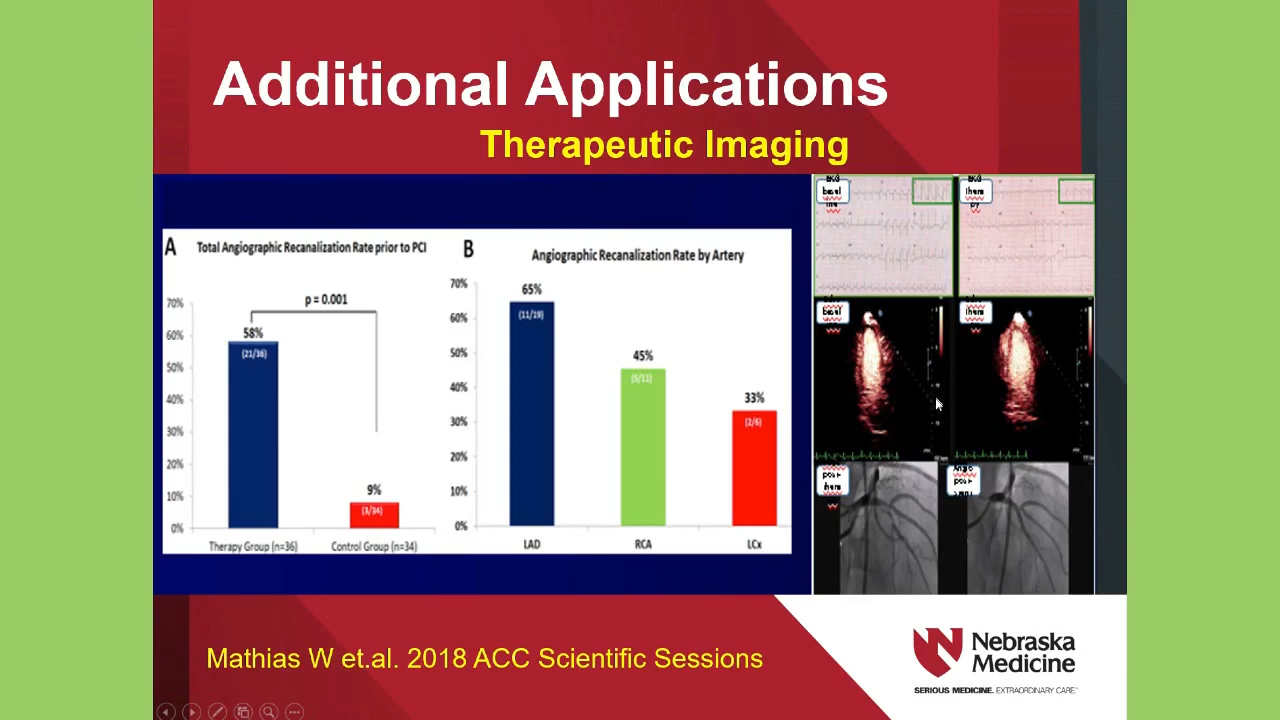 Additional Applications
Therapeutic Imaging
A
Total Angiographic Recanalization Rate prior to PCI
70%
60%
50%
40%
30%
20%
10%
0%
p = 0.001
58%
(21/36)
9%
(3/34)
Therapy Group (n=36)
Control Group (n=34)
B
Angiographic Recanalization Rate by Artery
70%
60%
50%
40%
30%
20%
10%
0%
65%
(11/19)
45%
(5/11)
33%
(2/6)
LAD
RCA
LCx
Mathias W et.al. 2018 ACC Scientific Sessions
Nebraska
Medicine
SERIOUS MEDICINE. EXTRAORDINARY CARE.